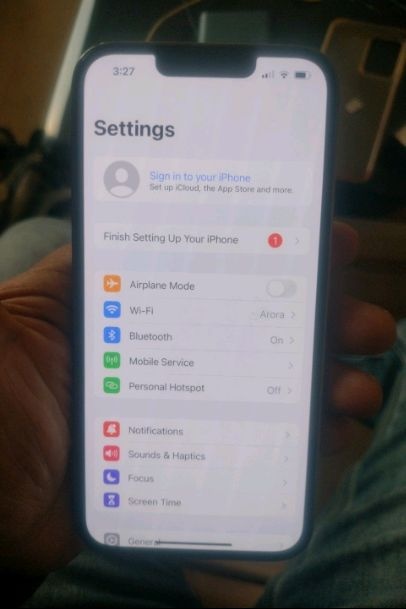 3:27
Settings
Sign in to your iPhone
Set up iCloud, the App Store and more.
Finish Setting Up Your iPhone 1
Airplane Mode
Wi-Fi Arora
Bluetooth On
Mobile Service
Personal Hotspot Off
Notifications
Sounds & Haptics
Focus
Screen Time
General